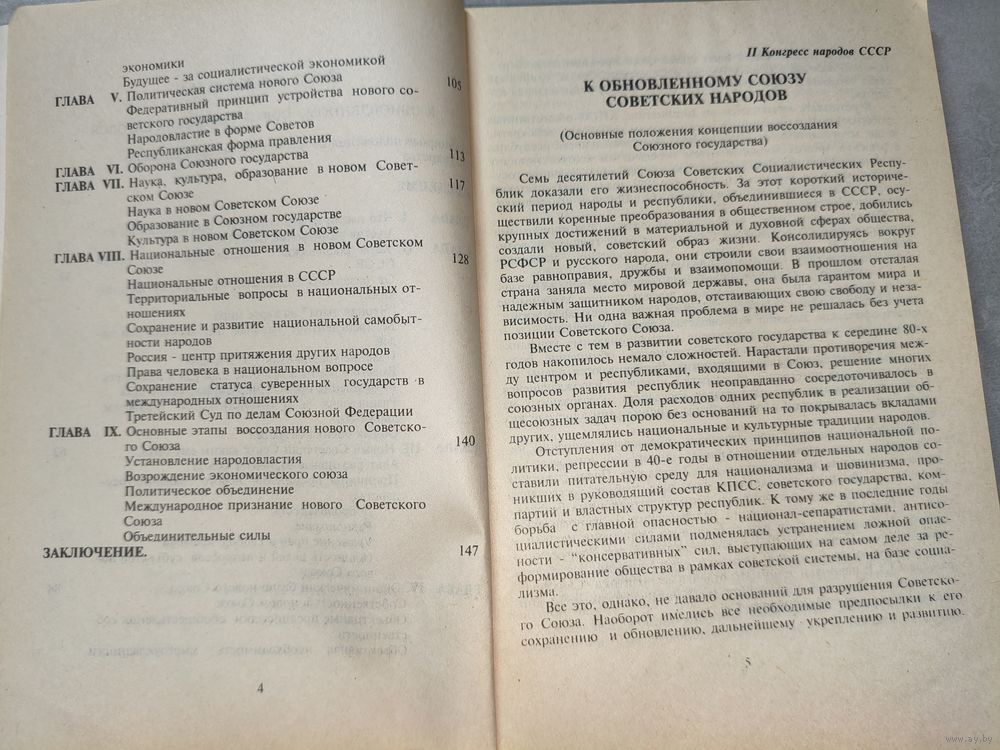 экономики
Будущее - за социалистической экономикой
ГЛАВА V. Политическая система нового Союза 105
Федеративный принцип устройства нового со-
ветского государства
Народовластие в форме Советов
Республиканская форма правления
ГЛАВА VI. Оборона Союзного государства 113
ГЛАВА VII. Наука, культура, образование в новом Совет- 117
ском Союзе
Наука в новом Советском Союзе
Образование в Союзном государстве
Культура в новом Советском Союзе
ГЛАВА VIII. Национальные отношения в новом Советском 128
Союзе
Национальные отношения в СССР
Территориальные вопросы в национальных от-
ношениях
Сохранение и развитие национальной самобыт-
ности народов
Россия - центр притяжения других народов
Права человека в национальном вопросе
Сохранение статуса суверенных государств в
международных отношениях
Третейский Суд по делам Союзной Федерации
ГЛАВА IX. Основные этапы воссоздания нового Советско-
го Союза 140
Установление народовластия
Возрождение экономического союза
Политическое объединение
Международное признание нового Советского
Союза
Объединительные силы
ЗАКЛЮЧЕНИЕ. 147
4
II Конгресс народов СССР
К ОБНОВЛЕННОМУ СОЮЗУ
СОВЕТСКИХ НАРОДОВ
(Основные положения концепции воссоздания
Союзного государства)
Семь десятилетий Союза Советских Социалистических Респу-
блик доказали его жизнеспособность. За этот короткий историче-
ский период народы и республики, объединившиеся в СССР, осу-
ществили коренные преобразования в общественном строе, добились
крупных достижений в материальной и духовной сферах общества,
создали новый, советский образ жизни. Консолидируясь вокруг
РСФСР и русского народа, они строили свои взаимоотношения на
базе равноправия, дружбы и взаимопомощи. В прошлом отсталая
страна заняла место мировой державы, она была гарантом мира и
надежным защитником народов, отстаивающих свою свободу и неза-
висимость. Ни одна важная проблема в мире не решалась без учета
позиции Советского Союза.
Вместе с тем в развитии советского государства к середине 80-х
годов накопилось немало сложностей. Нарастали противоречия меж-
ду центром и республиками, входящими в Союз, решение многих
вопросов развития республик неоправданно сосредоточивалось в
союзных органах. Доля расходов одних республик в реализации об-
щесоюзных задач порою без оснований на то покрывалась вкладами
других, ущемлялись национальные и культурные традиции народов.
Отступления от демократических принципов национальной по-
литики, репрессии в 40-е годы в отношении отдельных народов со-
ставили питательную среду для национализма и шовинизма, про-
никших в руководящий состав КПСС, советского государства, ком-
партий и властных структур республик. К тому же в последние годы
борьба с главной опасностью - национал-сепаратистами, антисо-
циалистическими силами подменялась устранением ложной опас-
ности - "консервативных" сил, выступающих на самом деле за ре-
формирование общества в рамках советской системы, на базе социа-
лизма.
Все это, однако, не давало оснований для разрушения Советско-
го Союза. Наоборот имелись все необходимые предпосылки к его
сохранению и обновлению, дальнейшему укреплению и развитию.
5
www.ay.by